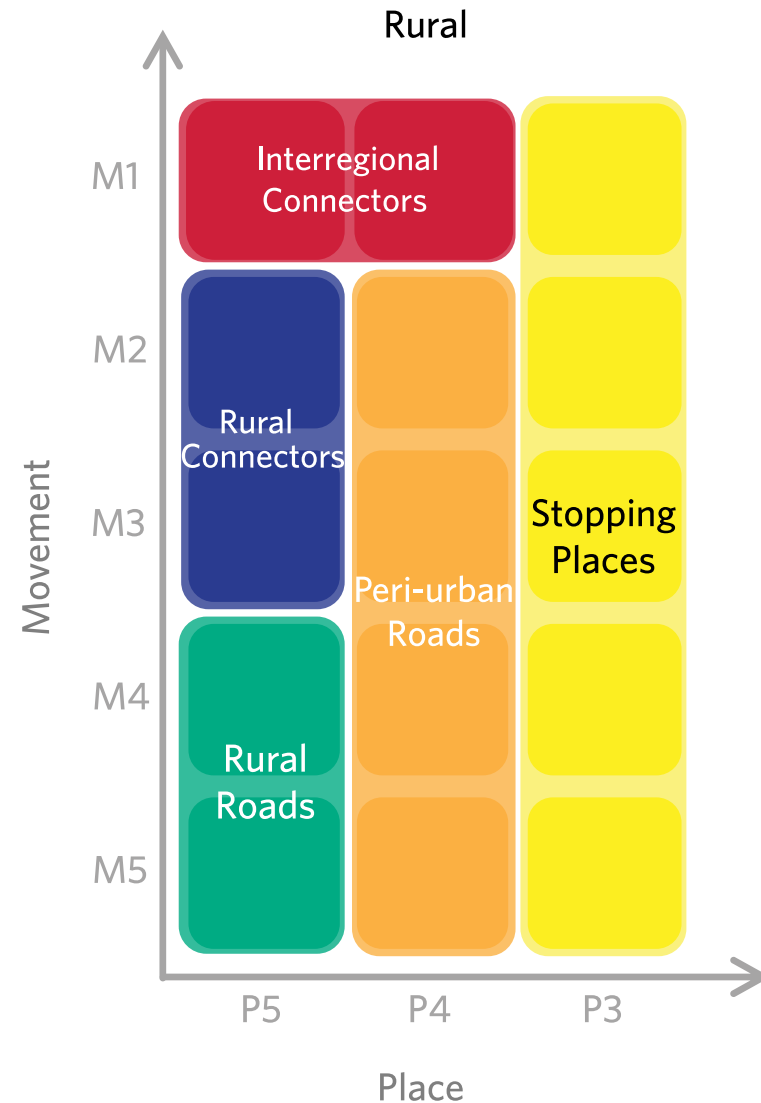 Rural
M1
Interregional
Connectors
M2
Rural
Connectors
M3
Stopping
Places
Peri-urban
Roads
Movement
M4
Rural
Roads
M5
P5
P4
P3
Place